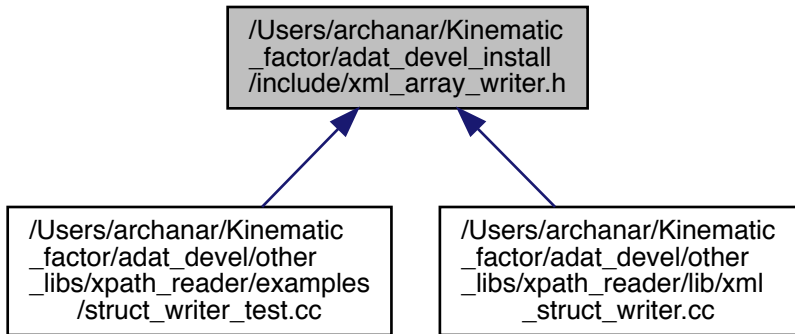 /Users/archanar/Kinematic
_factor/adat_devel_install
/include/xml_array_writer.h
/Users/archanar/Kinematic
_factor/adat_devel/other
_libs/xpath_reader/examples
/struct_writer_test.cc
/Users/archanar/Kinematic
_factor/adat_devel/other
_libs/xpath_reader/lib/xml
_struct_writer.cc